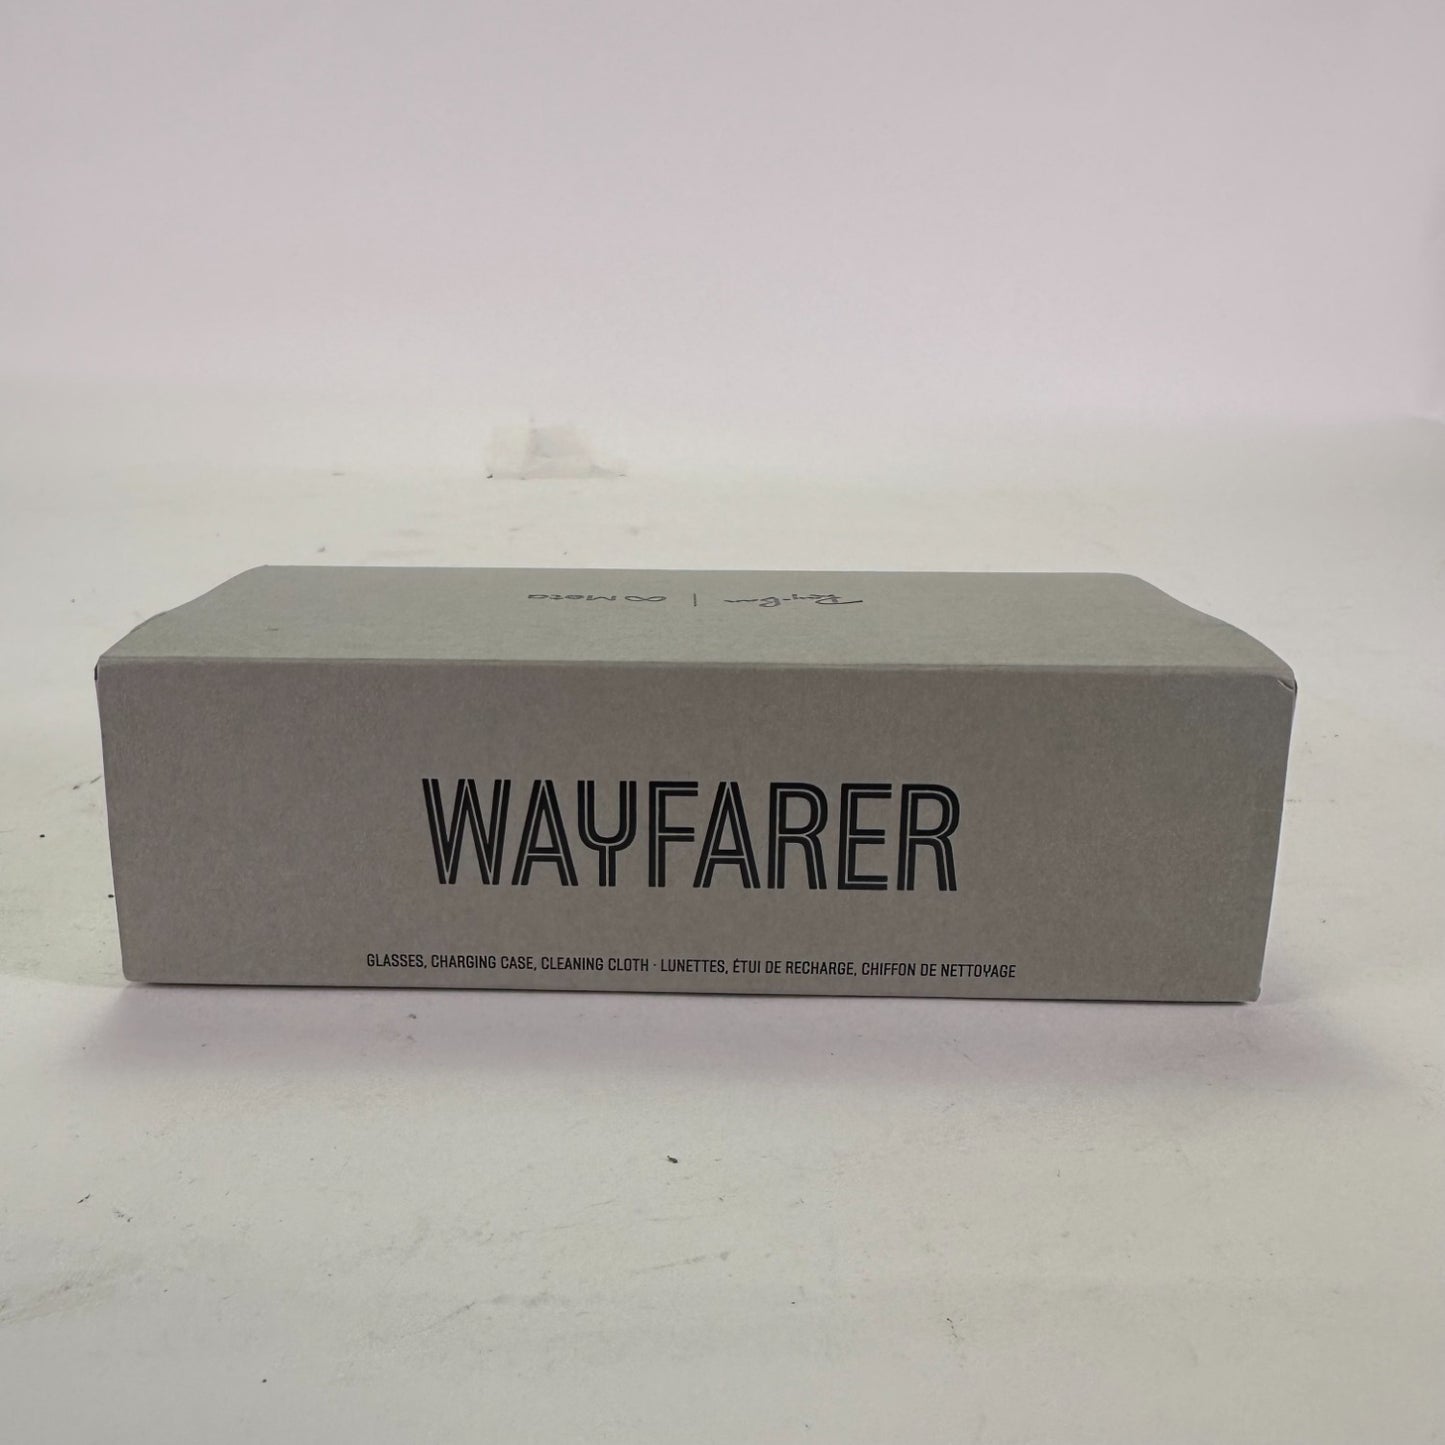 Ray-Ban | ∞ Meta
WAYFARER
GLASSES, CHARGING CASE, CLEANING CLOTH · LUNETTES, ÉTUI DE RECHARGE, CHIFFON DE NETTOYAGE